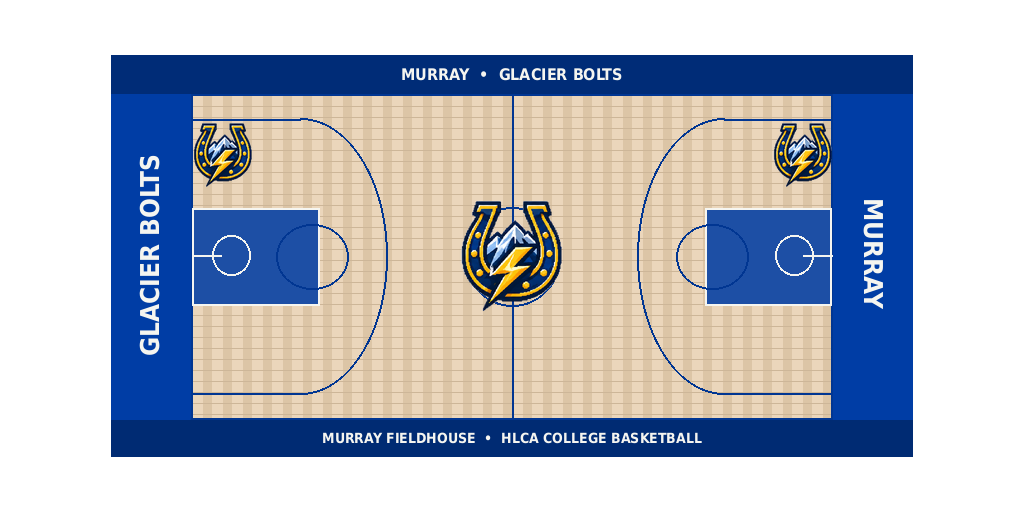 MURRAY • GLACIER BOLTS
GLACIER BOLTS
MURRAY
MURRAY FIELDHOUSE • HLCA COLLEGE BASKETBALL